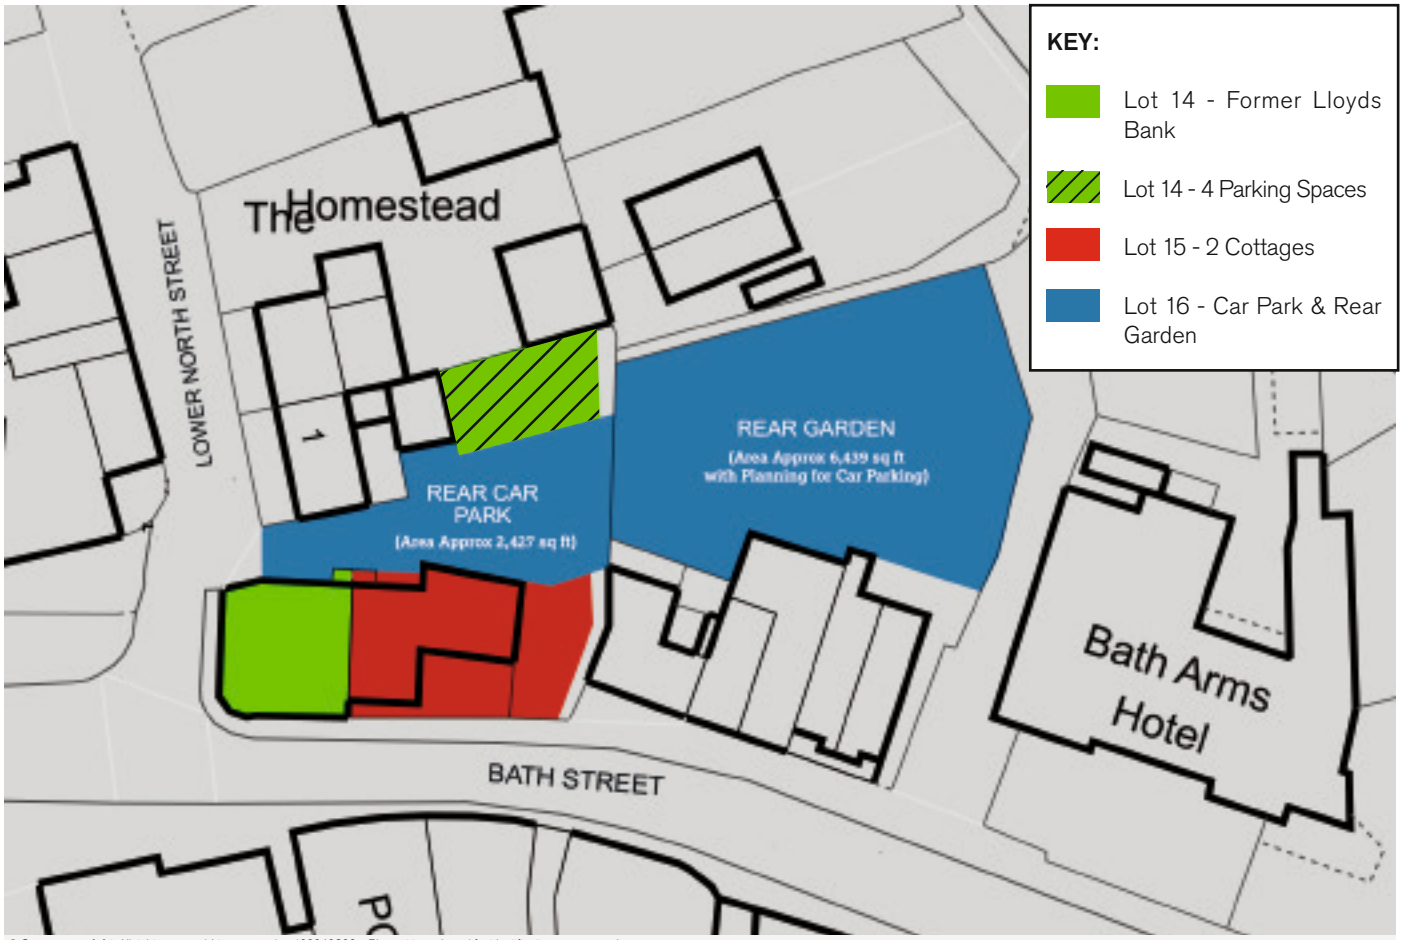 KEY:
Lot 14 - Former Lloyds
Bank
Lot 14 - 4 Parking Spaces
Lot 15 - 2 Cottages
Lot 16 - Car Park & Rear
Garden
The Homestead
LOWER NORTH STREET
1
REAR GARDEN
(Area Approx 6,439 sq ft
with Planning for Car Parking)
REAR CAR
PARK
(Area Approx 2,427 sq ft)
Bath Arms
Hotel
BATH STREET
PO